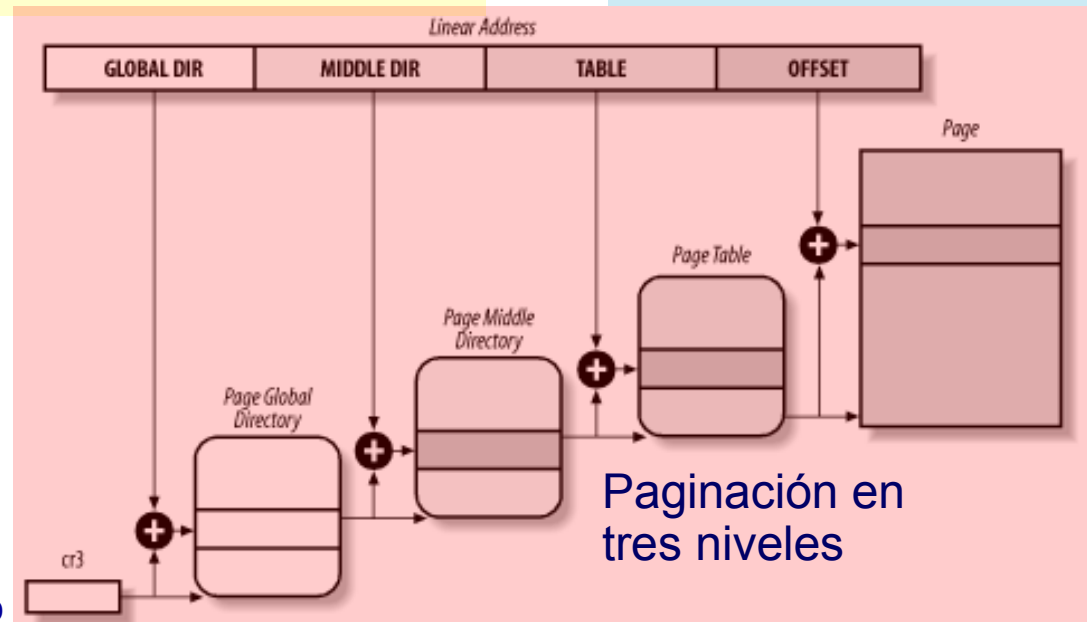 Linear Address
GLOBAL DIR
MIDDLE DIR
TABLE
OFFSET
Page
Page Table
Page Middle
Directory
Page Global
Directory
Paginación en
tres niveles
cr3